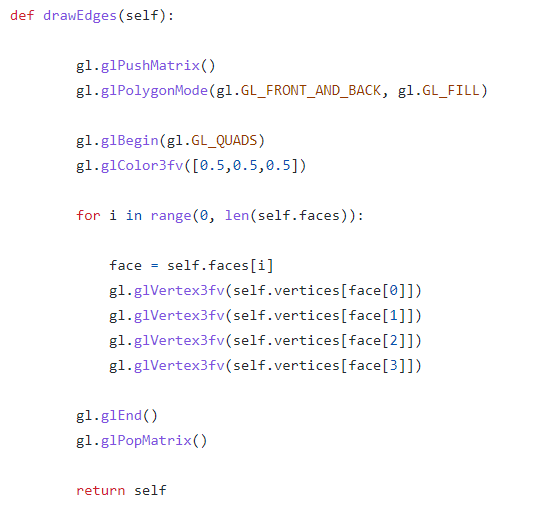 def drawEdges(self):
gl.glPushMatrix()
gl.glPolygonMode(gl.GL_FRONT_AND_BACK, gl.GL_FILL)
gl.glBegin(gl.GL_QUADS)
gl.glColor3fv([0.5,0.5,0.5])
for i in range(0, len(self.faces)):
face = self.faces[i]
gl.glVertex3fv(self.vertices[face[0]])
gl.glVertex3fv(self.vertices[face[1]])
gl.glVertex3fv(self.vertices[face[2]])
gl.glVertex3fv(self.vertices[face[3]])
gl.glEnd()
gl.glPopMatrix()
return self